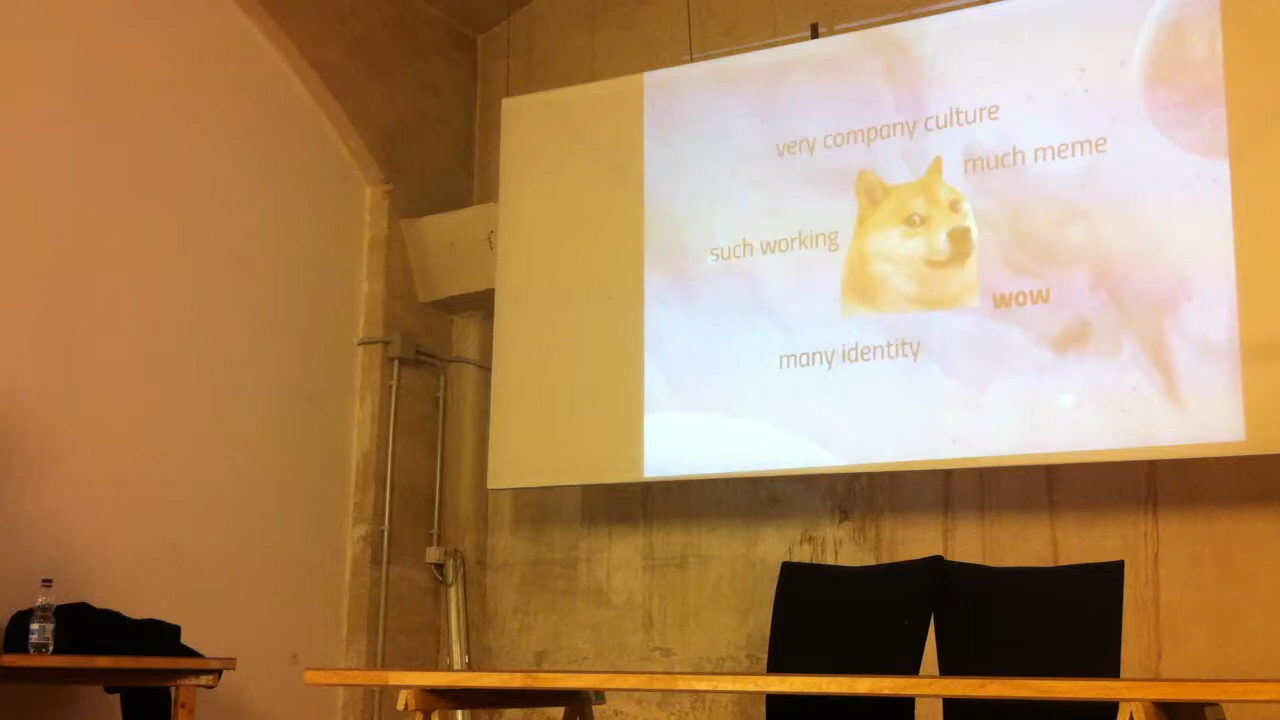 very company culture
much meme
such working
wow
many identity